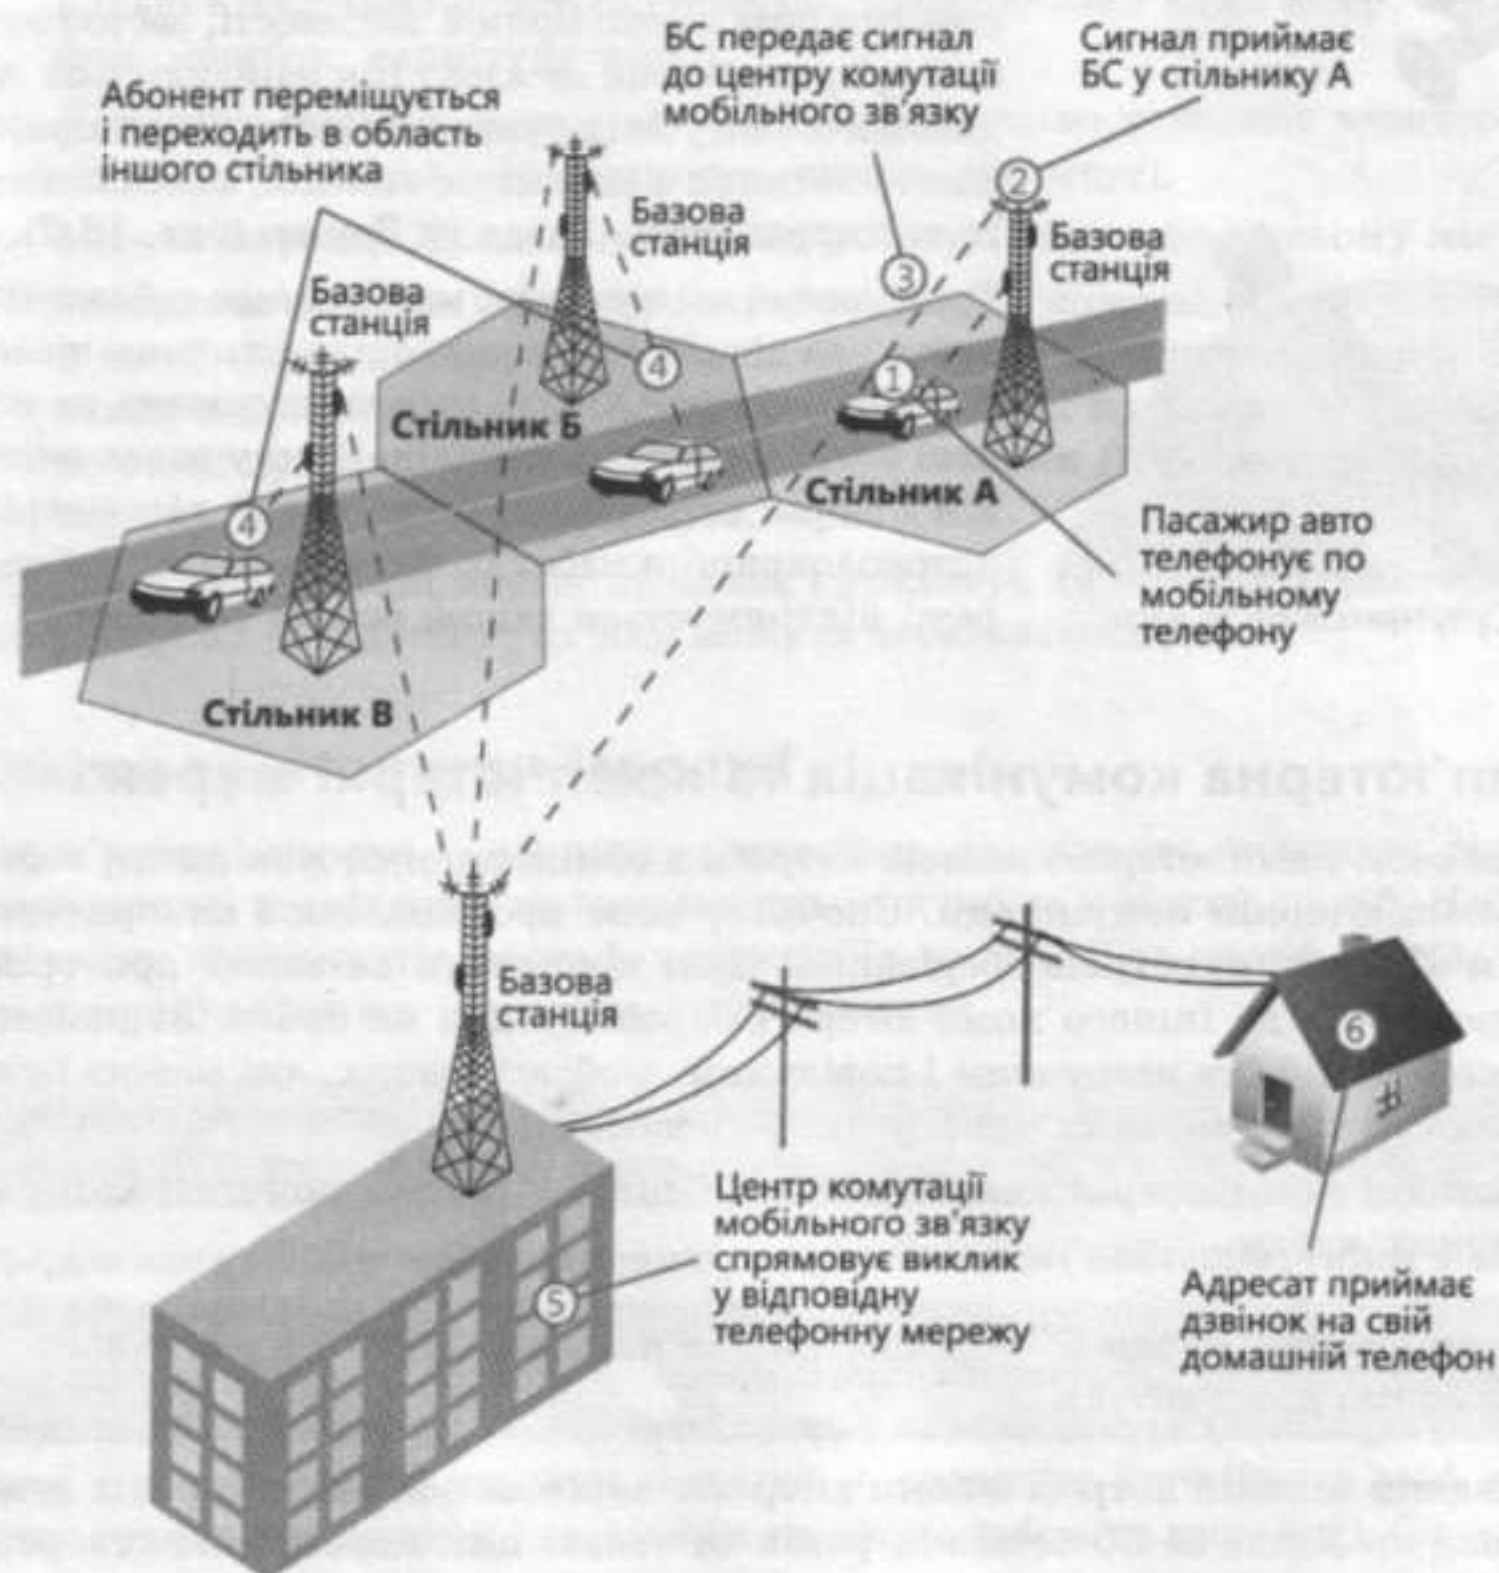 БС передає сигнал
до центру комутації
мобільного зв'язку
Сигнал приймає
БС у стільнику А
Абонент переміщується
і переходить в область
іншого стільника
2
Базова
станція
Базова
станція
3
Базова
станція
4
1
Стільник Б
Стільник А
4
Пасажир авто
телефонує по
мобільному
телефону
Стільник В
Базова
станція
6
Центр комутації
мобільного зв'язку
спрямовує виклик
у відповідну
телефонну мережу
5
Адресат приймає
дзвінок на свій
домашній телефон